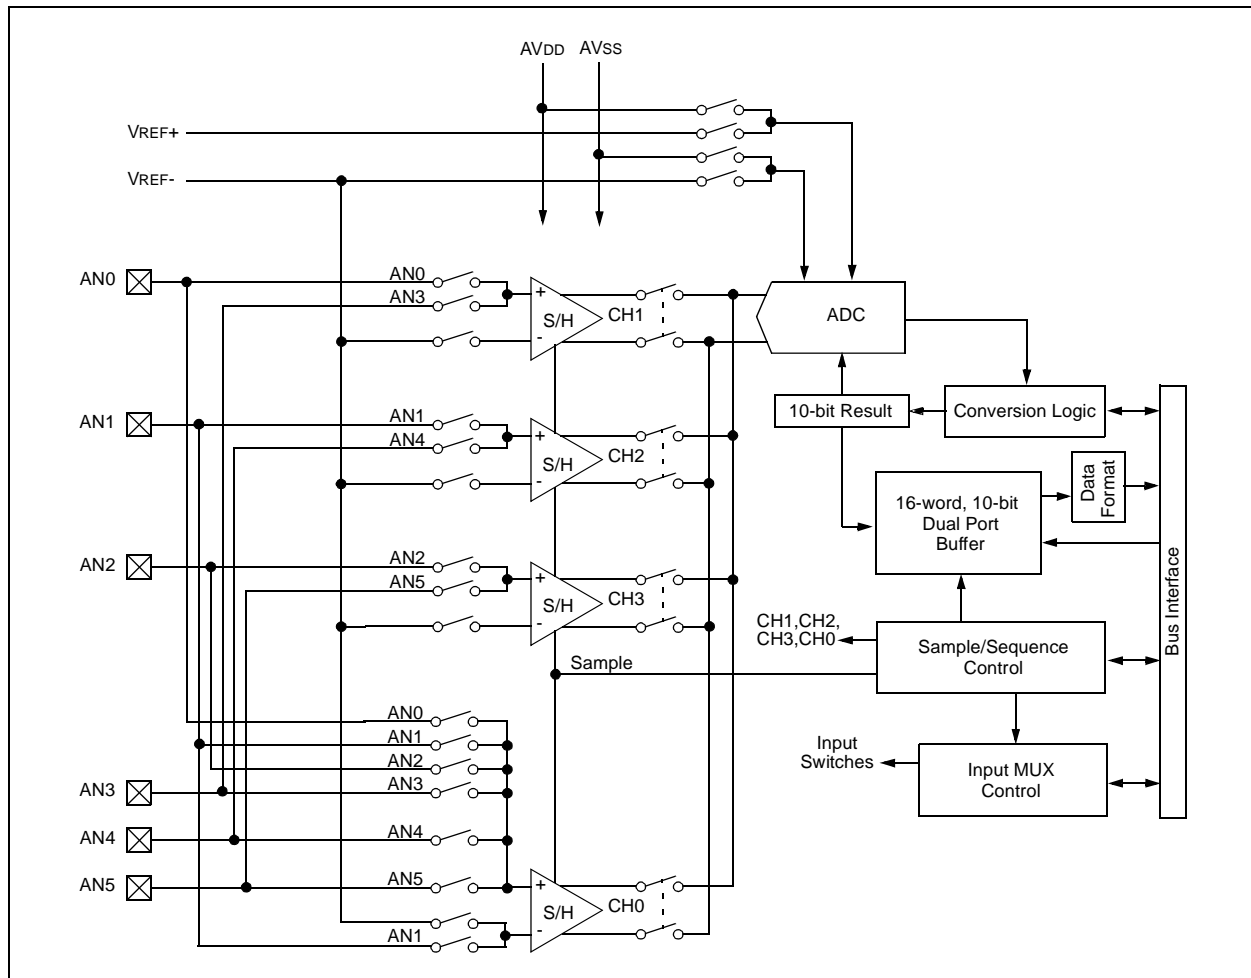 AVDD AVSS
VREF+
VREF-
AN0
AN0
AN3
+
S/H
-
CH1
ADC
10-bit Result
Conversion Logic
AN1
AN1
AN4
+
S/H
-
CH2
16-word, 10-bit
Dual Port
Buffer
Data
Format
AN2
AN2
AN5
+
S/H
-
CH3
CH1,CH2,
CH3,CH0
Sample/Sequence
Control
Bus Interface
Sample
AN0
AN1
AN2
AN3
AN3
Input
Switches
Input MUX
Control
AN4
AN4
AN5
AN5
+
S/H
-
CH0
AN1